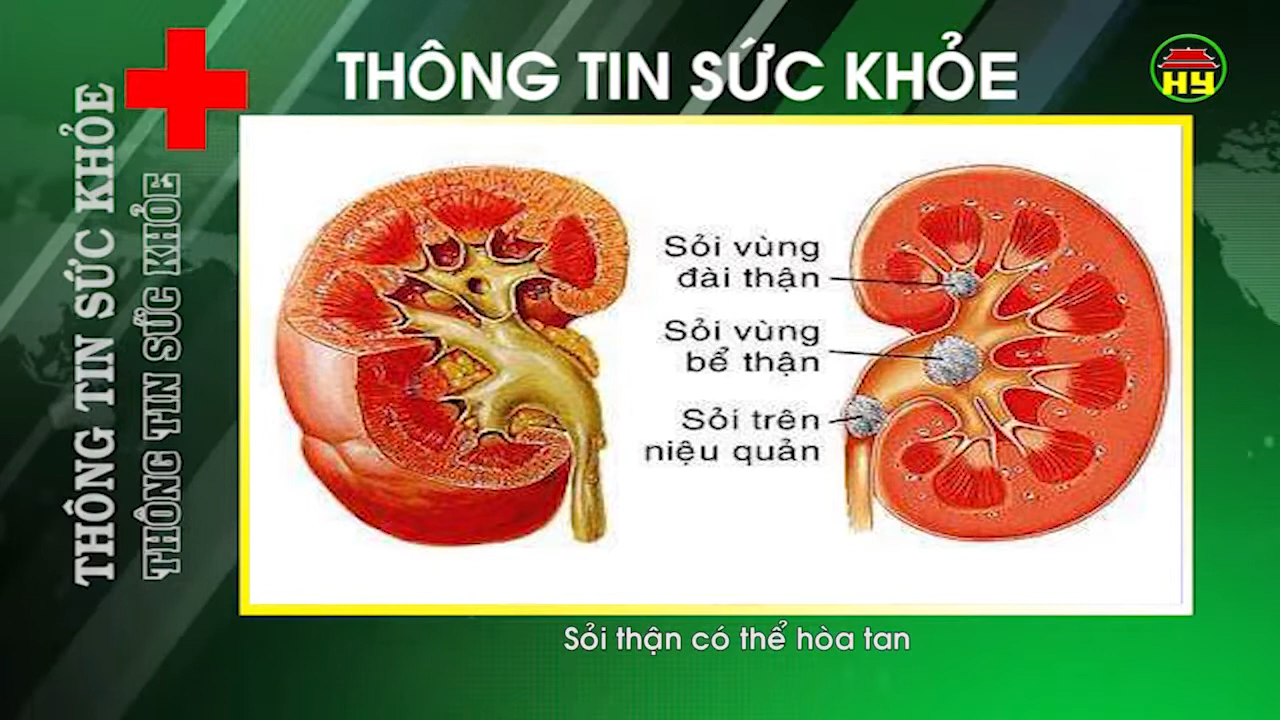 THÔNG TIN SỨC KHỎE
HY
THÔNG TIN SỨC KHỎE
THÔNG TIN SỨC KHỎE
Sỏi vùng
đài thận
Sỏi vùng
bể thận
Sỏi trên
niệu quản
Sỏi thận có thể hòa tan